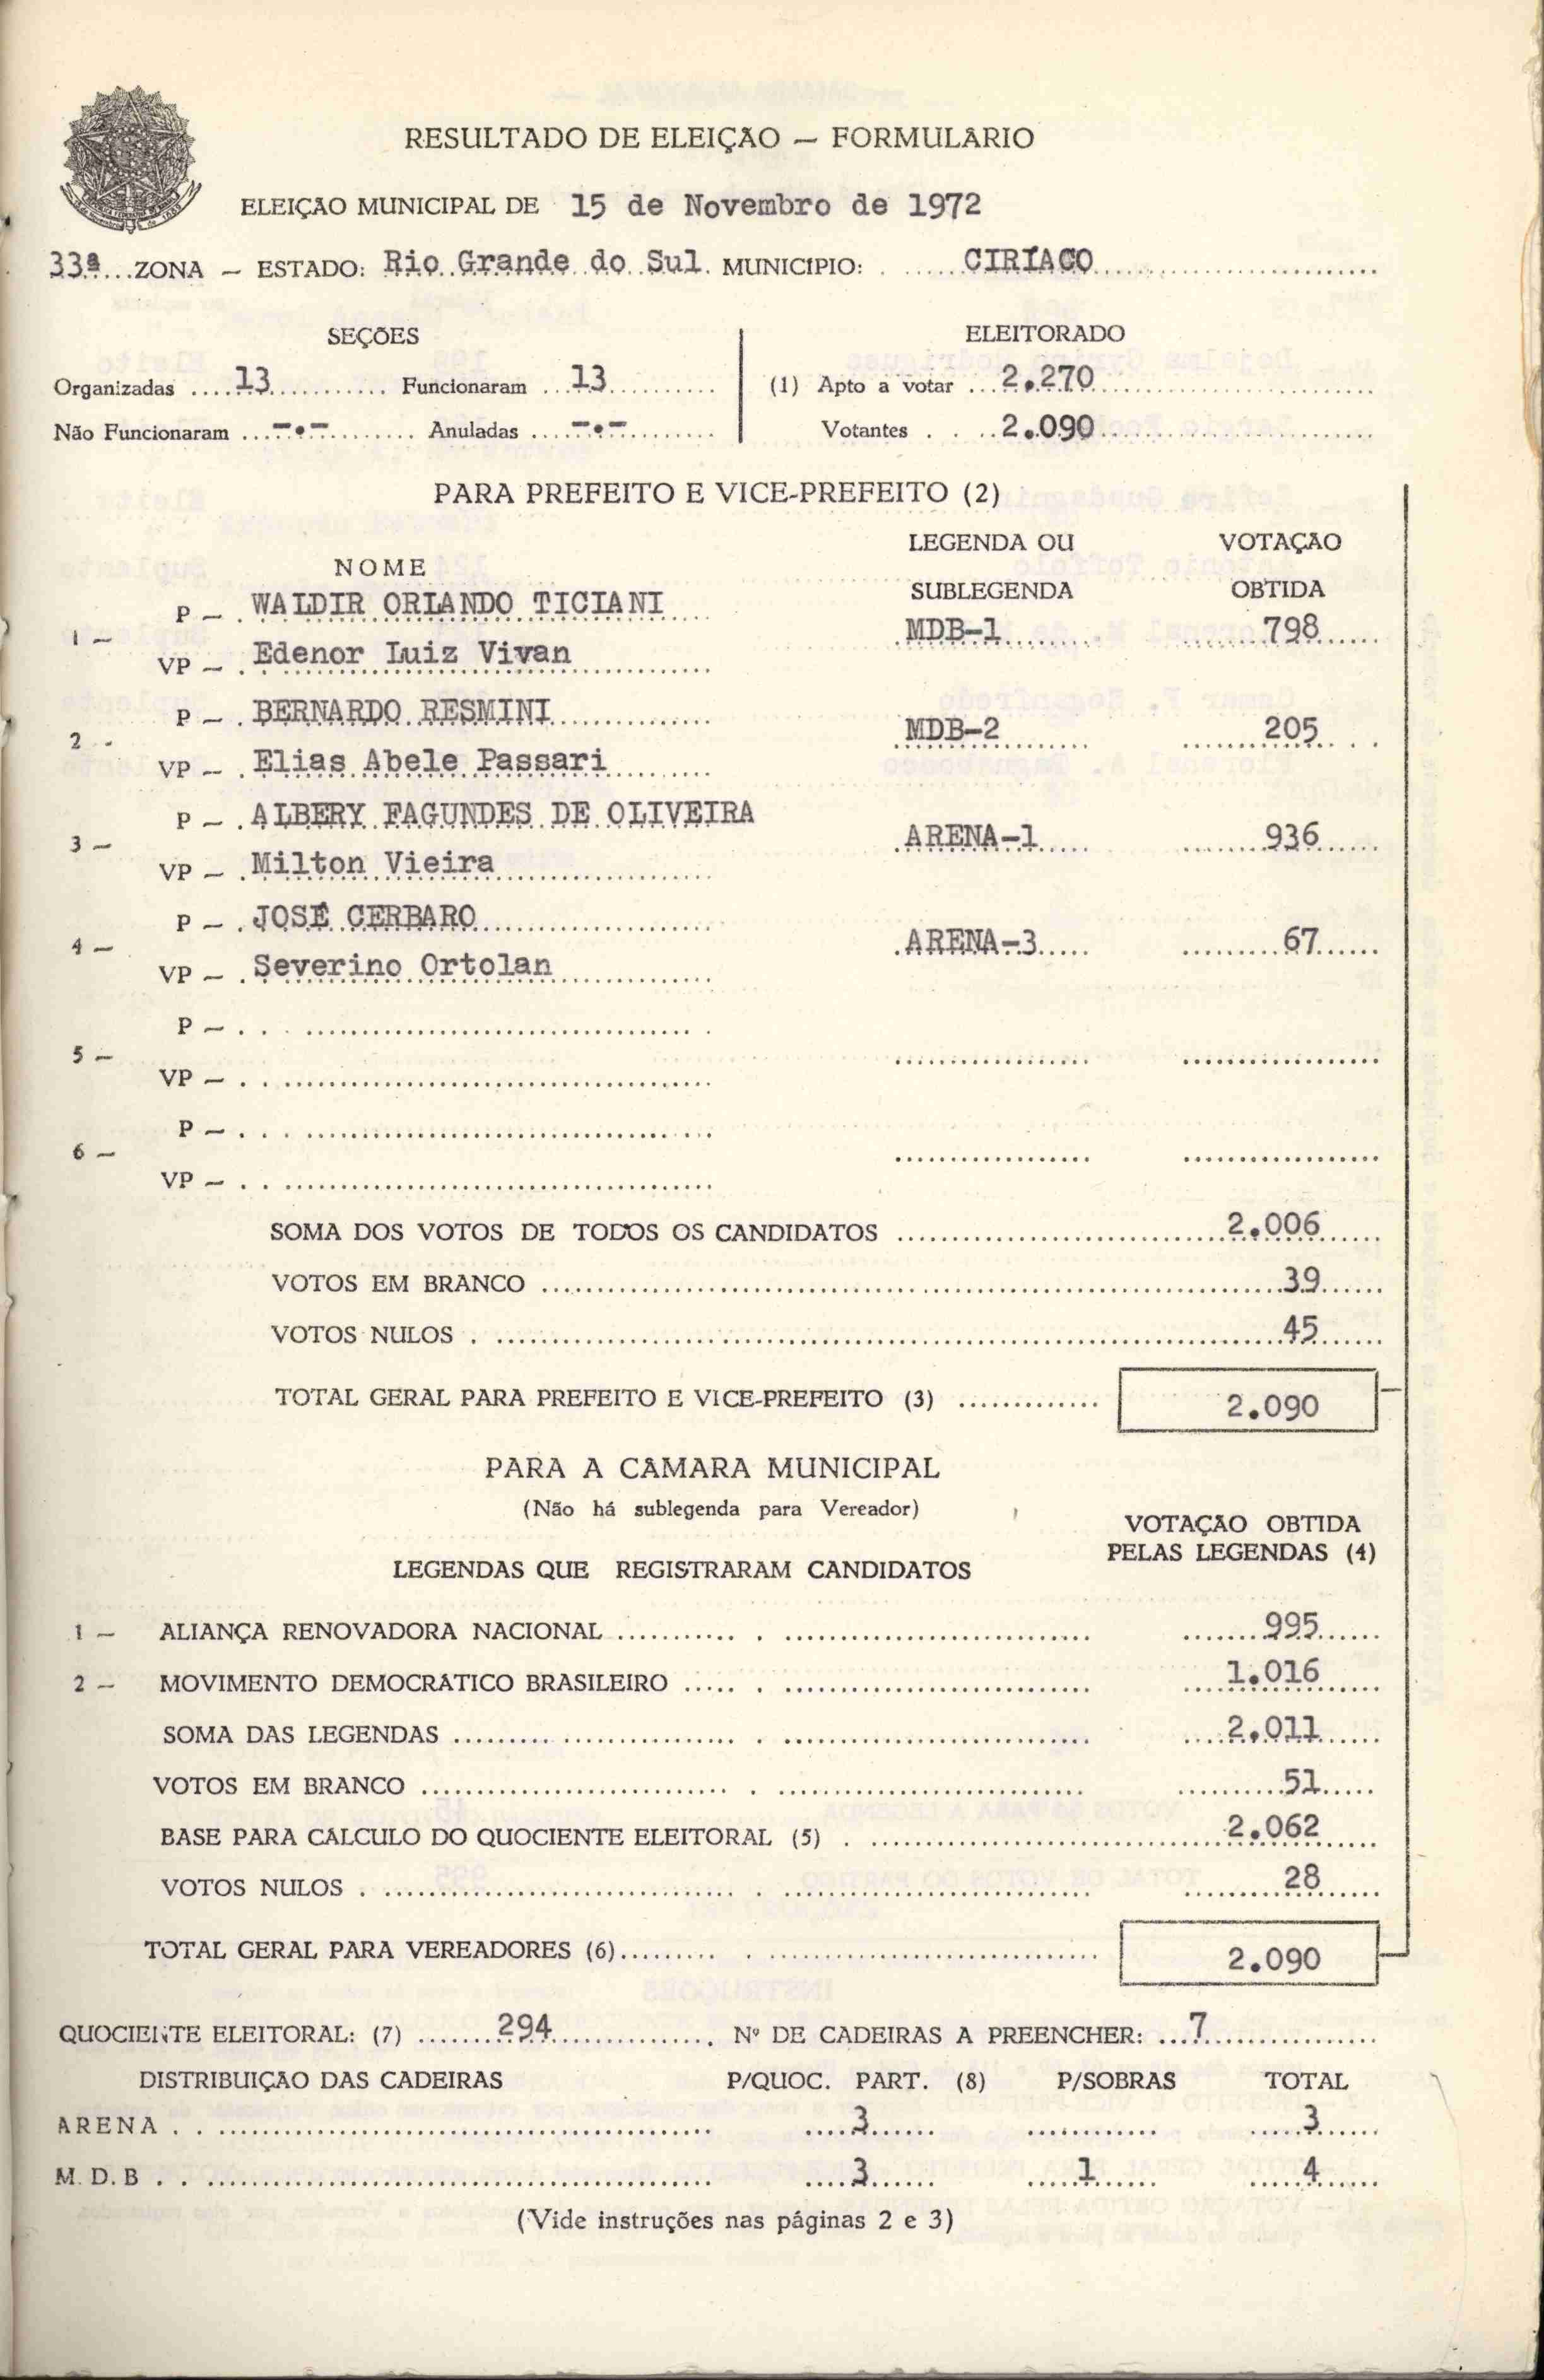 RESULTADO DE ELEIÇÃO — FORMULÁRIO
ELEIÇÃO MUNICIPAL DE 15 de Novembro de 1972
33ª ZONA — ESTADO: Rio Grande do Sul MUNICIPIO: CIRÍACO
SEÇÕES ELEITORADO
Organizadas 13 Funcionaram 13 (1) Apto a votar 2.270
Não Funcionaram -.- Anuladas -.- Votantes 2.090
PARA PREFEITO E VICE-PREFEITO (2)
NOME LEGENDA OU SUBLEGENDA VOTAÇÃO OBTIDA
1 — P — WALDIR ORLANDO TICIANI MDB-1 798
VP — Edenor Luiz Vivan
2 - P — BERNARDO RESMINI MDB-2 205
VP — Elias Abele Passari
3 — P — ALBERY FAGUNDES DE OLIVEIRA ARENA-1 936
VP — Milton Vieira
4 — P — JOSÉ CERBARO ARENA-3 67
VP — Severino Ortolan
5 — P —
VP —
6 — P —
VP —
SOMA DOS VOTOS DE TODOS OS CANDIDATOS 2.006
VOTOS EM BRANCO 39
VOTOS NULOS 45
TOTAL GERAL PARA PREFEITO E VICE-PREFEITO (3) 2.090
PARA A CÂMARA MUNICIPAL
(Não há sublegenda para Vereador)
VOTAÇÃO OBTIDA
PELAS LEGENDAS (4)
LEGENDAS QUE REGISTRARAM CANDIDATOS
1 — ALIANÇA RENOVADORA NACIONAL 995
2 — MOVIMENTO DEMOCRÁTICO BRASILEIRO 1.016
SOMA DAS LEGENDAS 2.011
VOTOS EM BRANCO 51
BASE PARA CÁLCULO DO QUOCIENTE ELEITORAL (5) 2.062
VOTOS NULOS 28
TOTAL GERAL PARA VEREADORES (6) 2.090
QUOCIENTE ELEITORAL: (7) 294 Nº DE CADEIRAS A PREENCHER: 7
DISTRIBUIÇÃO DAS CADEIRAS P/QUOC. PART. (8) P/SOBRAS TOTAL
ARENA 3 3
M.D.B 3 1 4
(Vide instruções nas páginas 2 e 3)